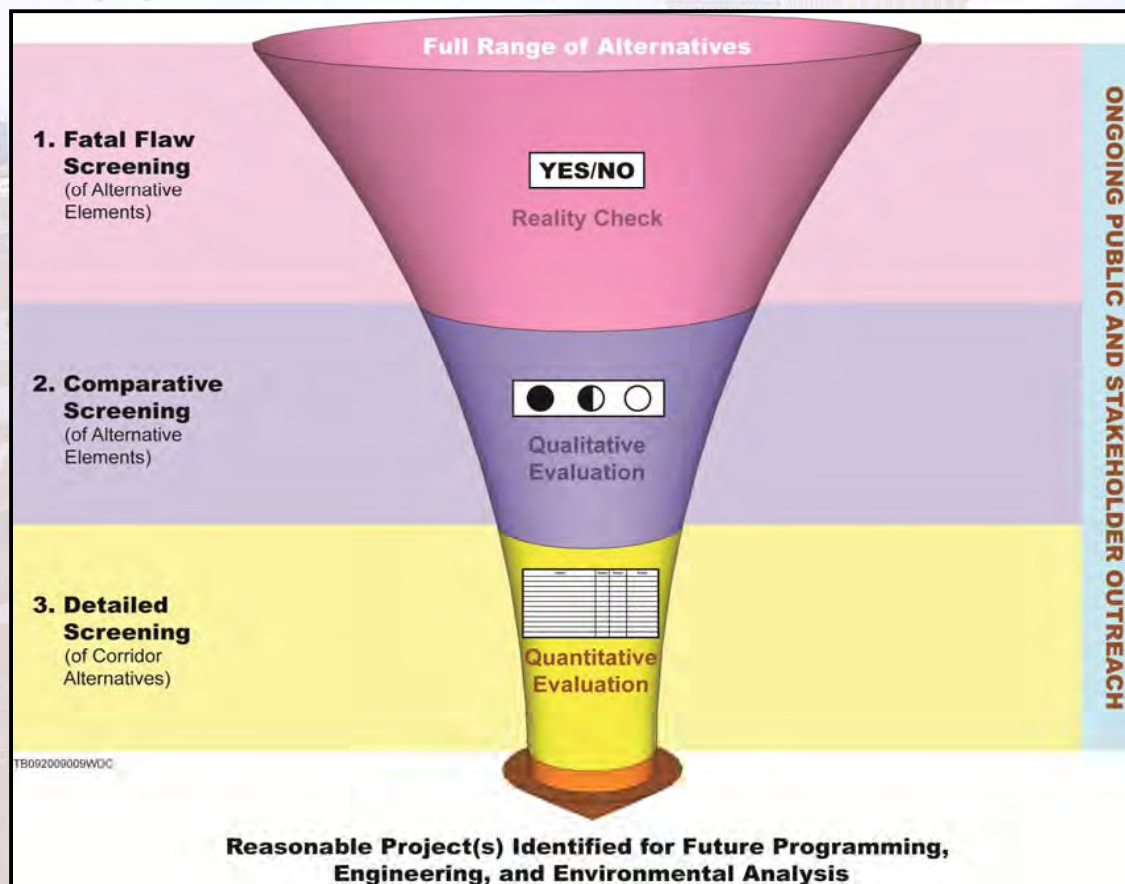 Full Range of Alternatives
1. Fatal Flaw
Screening
(of Alternative
Elements)
YES/NO
Reality Check
2. Comparative
Screening
(of Alternative
Elements)
Qualitative
Evaluation
3. Detailed
Screening
(of Corridor
Alternatives)
Quantitative
Evaluation
ONGOING PUBLIC AND STAKEHOLDER OUTREACH
TB092009009WDC
Reasonable Project(s) Identified for Future Programming,
Engineering, and Environmental Analysis